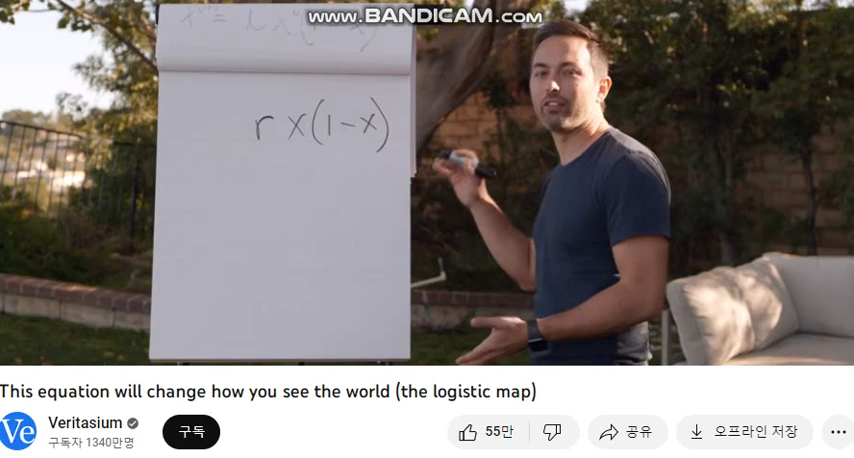 www.BANDICAM.com
r x(1-x)
This equation will change how you see the world (the logistic map)
Ve
Veritasium
구독자 1340만명
구독
55만
공유
오프라인 저장